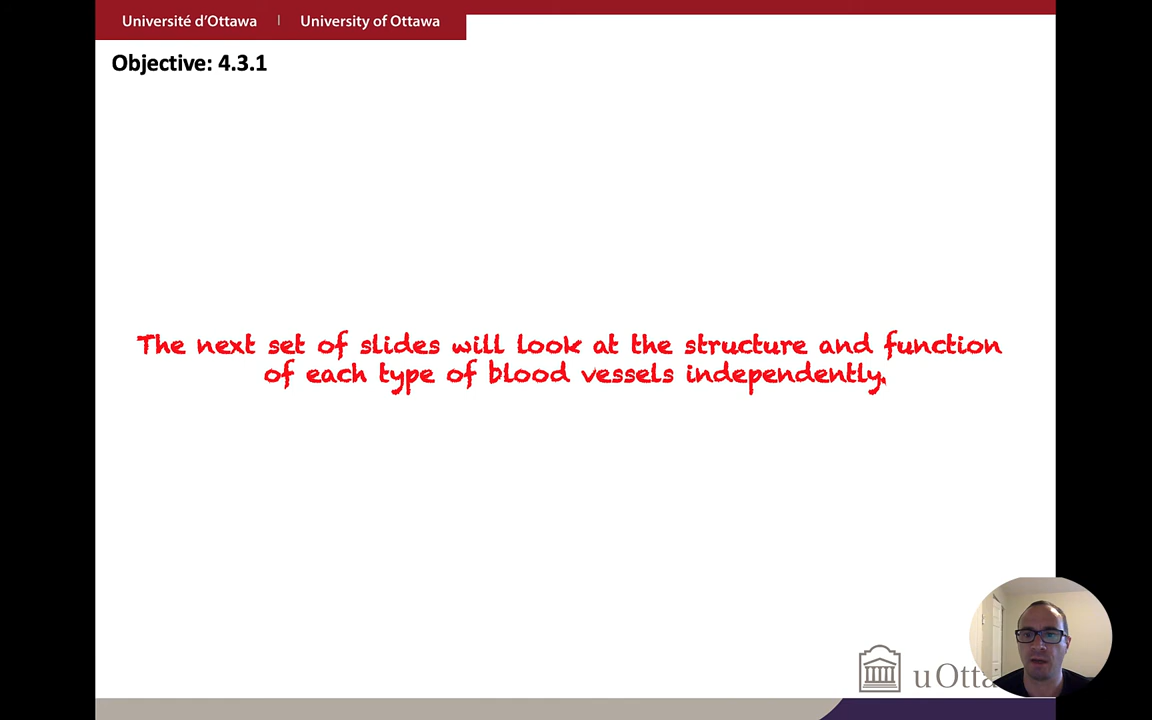 Université d'Ottawa | University of Ottawa
Objective: 4.3.1
The next set of slides will look at the structure and function
of each type of blood vessels independently.